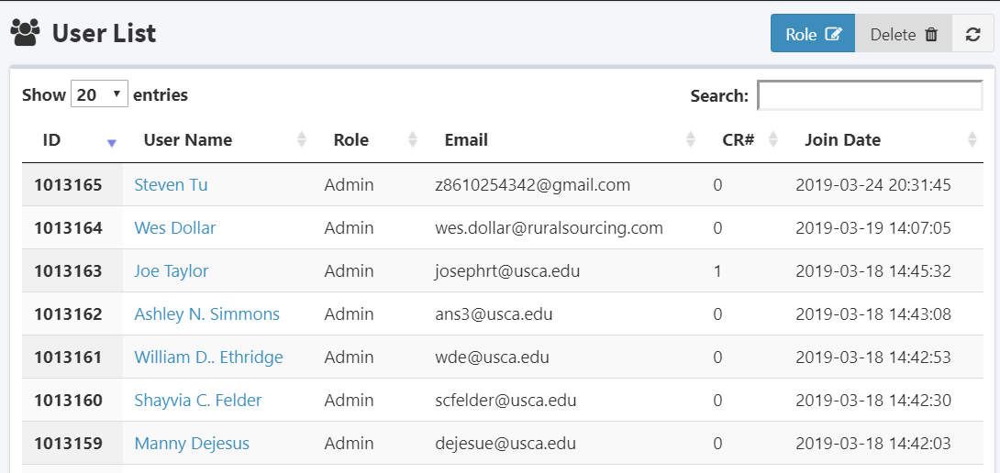 User List
Role Delete
Show 20 entries
Search:
ID User Name Role Email CR# Join Date
1013165 Steven Tu Admin z8610254342@gmail.com 0 2019-03-24 20:31:45
1013164 Wes Dollar Admin wes.dollar@ruralsourcing.com 0 2019-03-19 14:07:05
1013163 Joe Taylor Admin josephrt@usca.edu 1 2019-03-18 14:45:32
1013162 Ashley N. Simmons Admin ans3@usca.edu 0 2019-03-18 14:43:08
1013161 William D.. Ethridge Admin wde@usca.edu 0 2019-03-18 14:42:53
1013160 Shayvia C. Felder Admin scfelder@usca.edu 0 2019-03-18 14:42:30
1013159 Manny Dejesus Admin dejesue@usca.edu 0 2019-03-18 14:42:03